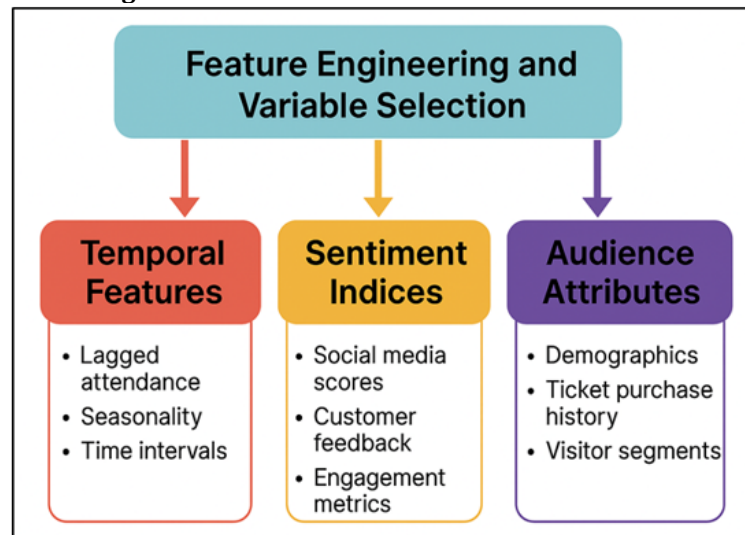 Feature Engineering and
Variable Selection
Temporal
Features
• Lagged
attendance
• Seasonality
• Time intervals
Sentiment
Indices
• Social media
scores
• Customer
feedback
• Engagement
metrics
Audience
Attributes
• Demographics
• Ticket purchase
history
• Visitor segments